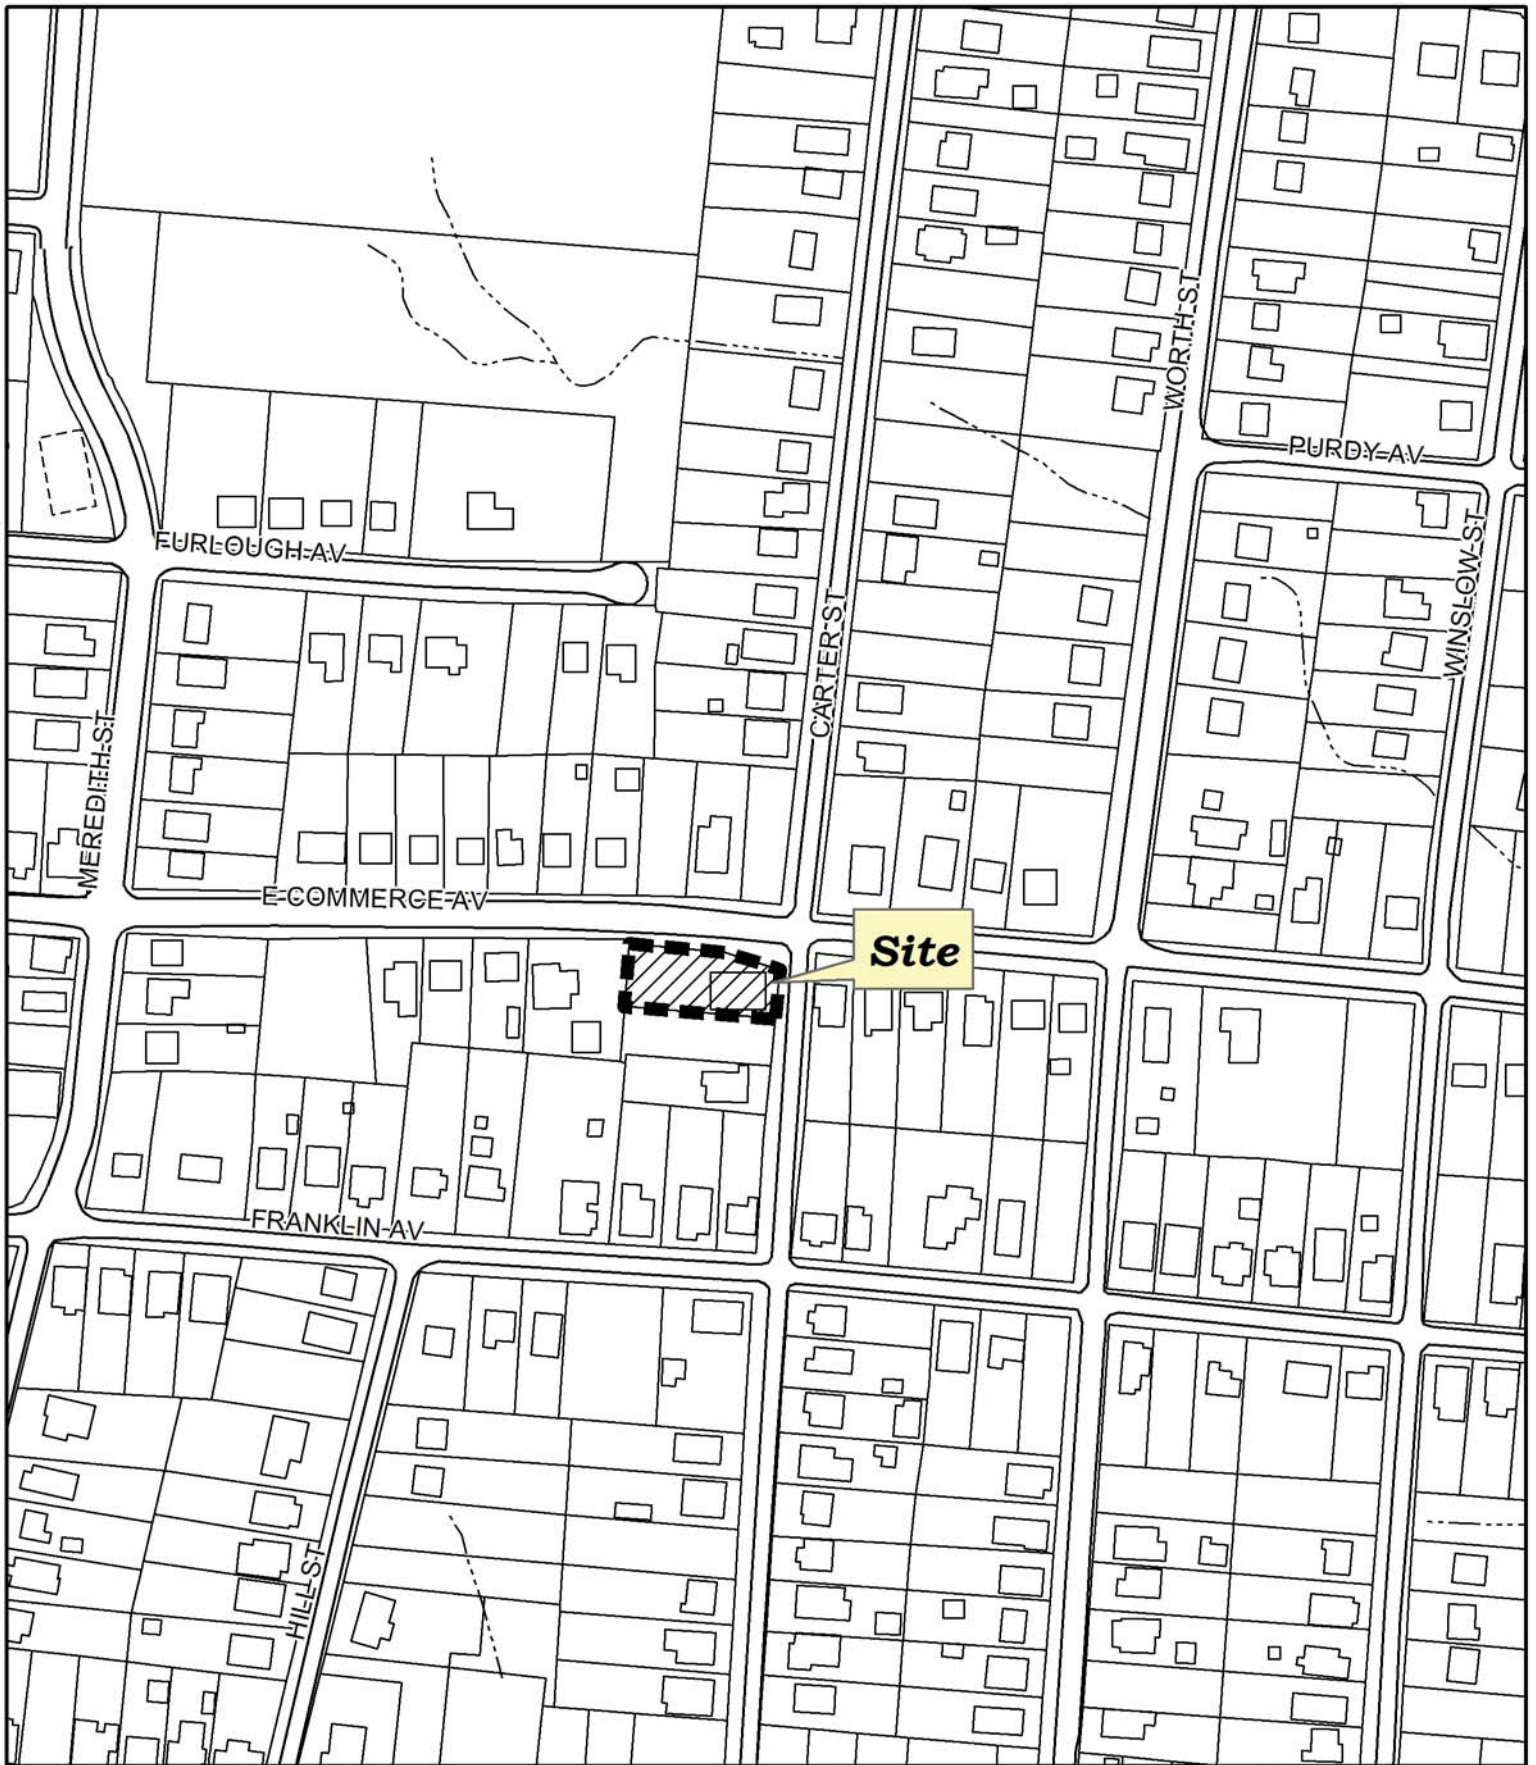 WORTH ST
PURDY AV
FURLOUGH AV
WINSLOW ST
CARTER ST
MEREDITH ST
E COMMERCE AV
Site
FRANKLIN AV
HILL ST